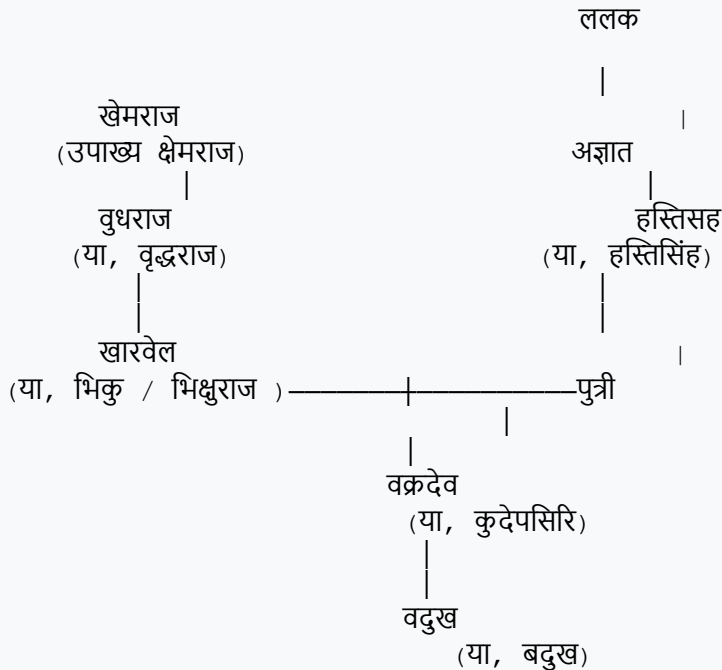 ललक
खेमराज
(उपाख्य क्षेमराज) अज्ञात
वुधराज हस्तिसह
(या, वृद्धराज) (या, हस्तिसिंह)
खारवेल
(या, भिकु / भिक्षुराज ) पुत्री
वक्रदेव
(या, कुदेपसिरि)
वदुख
(या, बदुख)